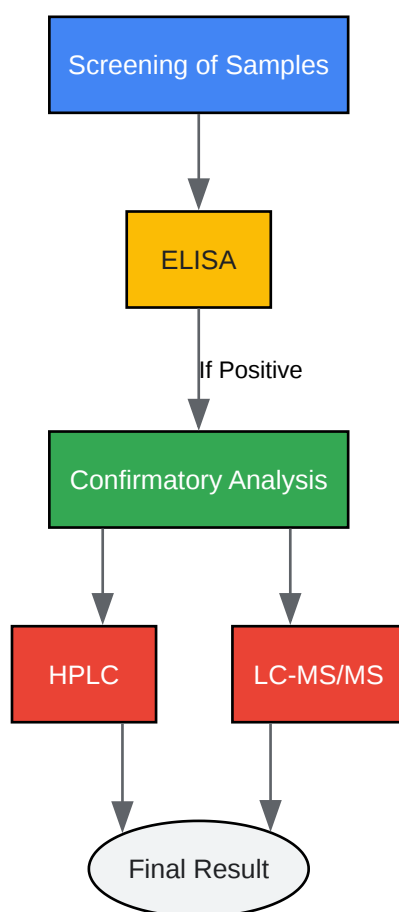 Screening of Samples
ELISA
If Positive
Confirmatory Analysis
HPLC
LC-MS/MS
Final Result